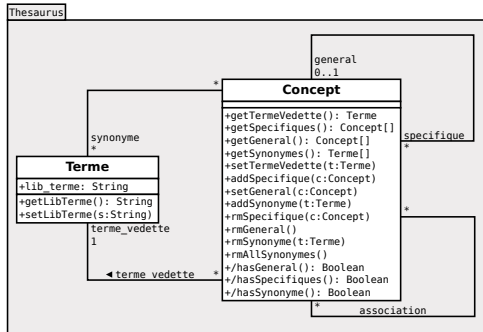 Thesaurus
general
0..1
*
Concept
+getTermeVedette(): Terme
+getSpecifiques(): Concept[]
+getGeneral(): Concept[]
+getSynonymes(): Terme[]
+setTermeVedette(t:Terme)
+addSpecifique(c:Concept)
+setGeneral(c:Concept)
+addSynonyme(t:Terme)
+rmSpecifique(c:Concept)
+rmGeneral()
+rmSynonyme(t:Terme)
+rmAllSynonymes()
+/hasGeneral(): Boolean
+/hasSpecifiques(): Boolean
+/hasSynonyme(): Boolean
specifique
*
synonyme
*
Terme
+lib_terme: String
+getLibTerme(): String
+setLibTerme(s:String)
terme_vedette
1
◄ terme vedette
*
*
*
association